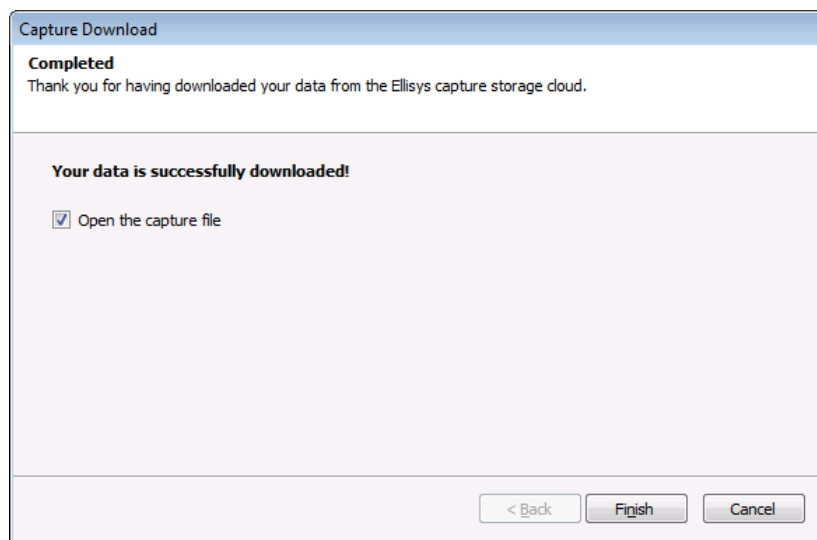 Capture Download
Completed
Thank you for having downloaded your data from the Ellisys capture storage cloud.
Your data is successfully downloaded!
Open the capture file
< Back
Finish
Cancel